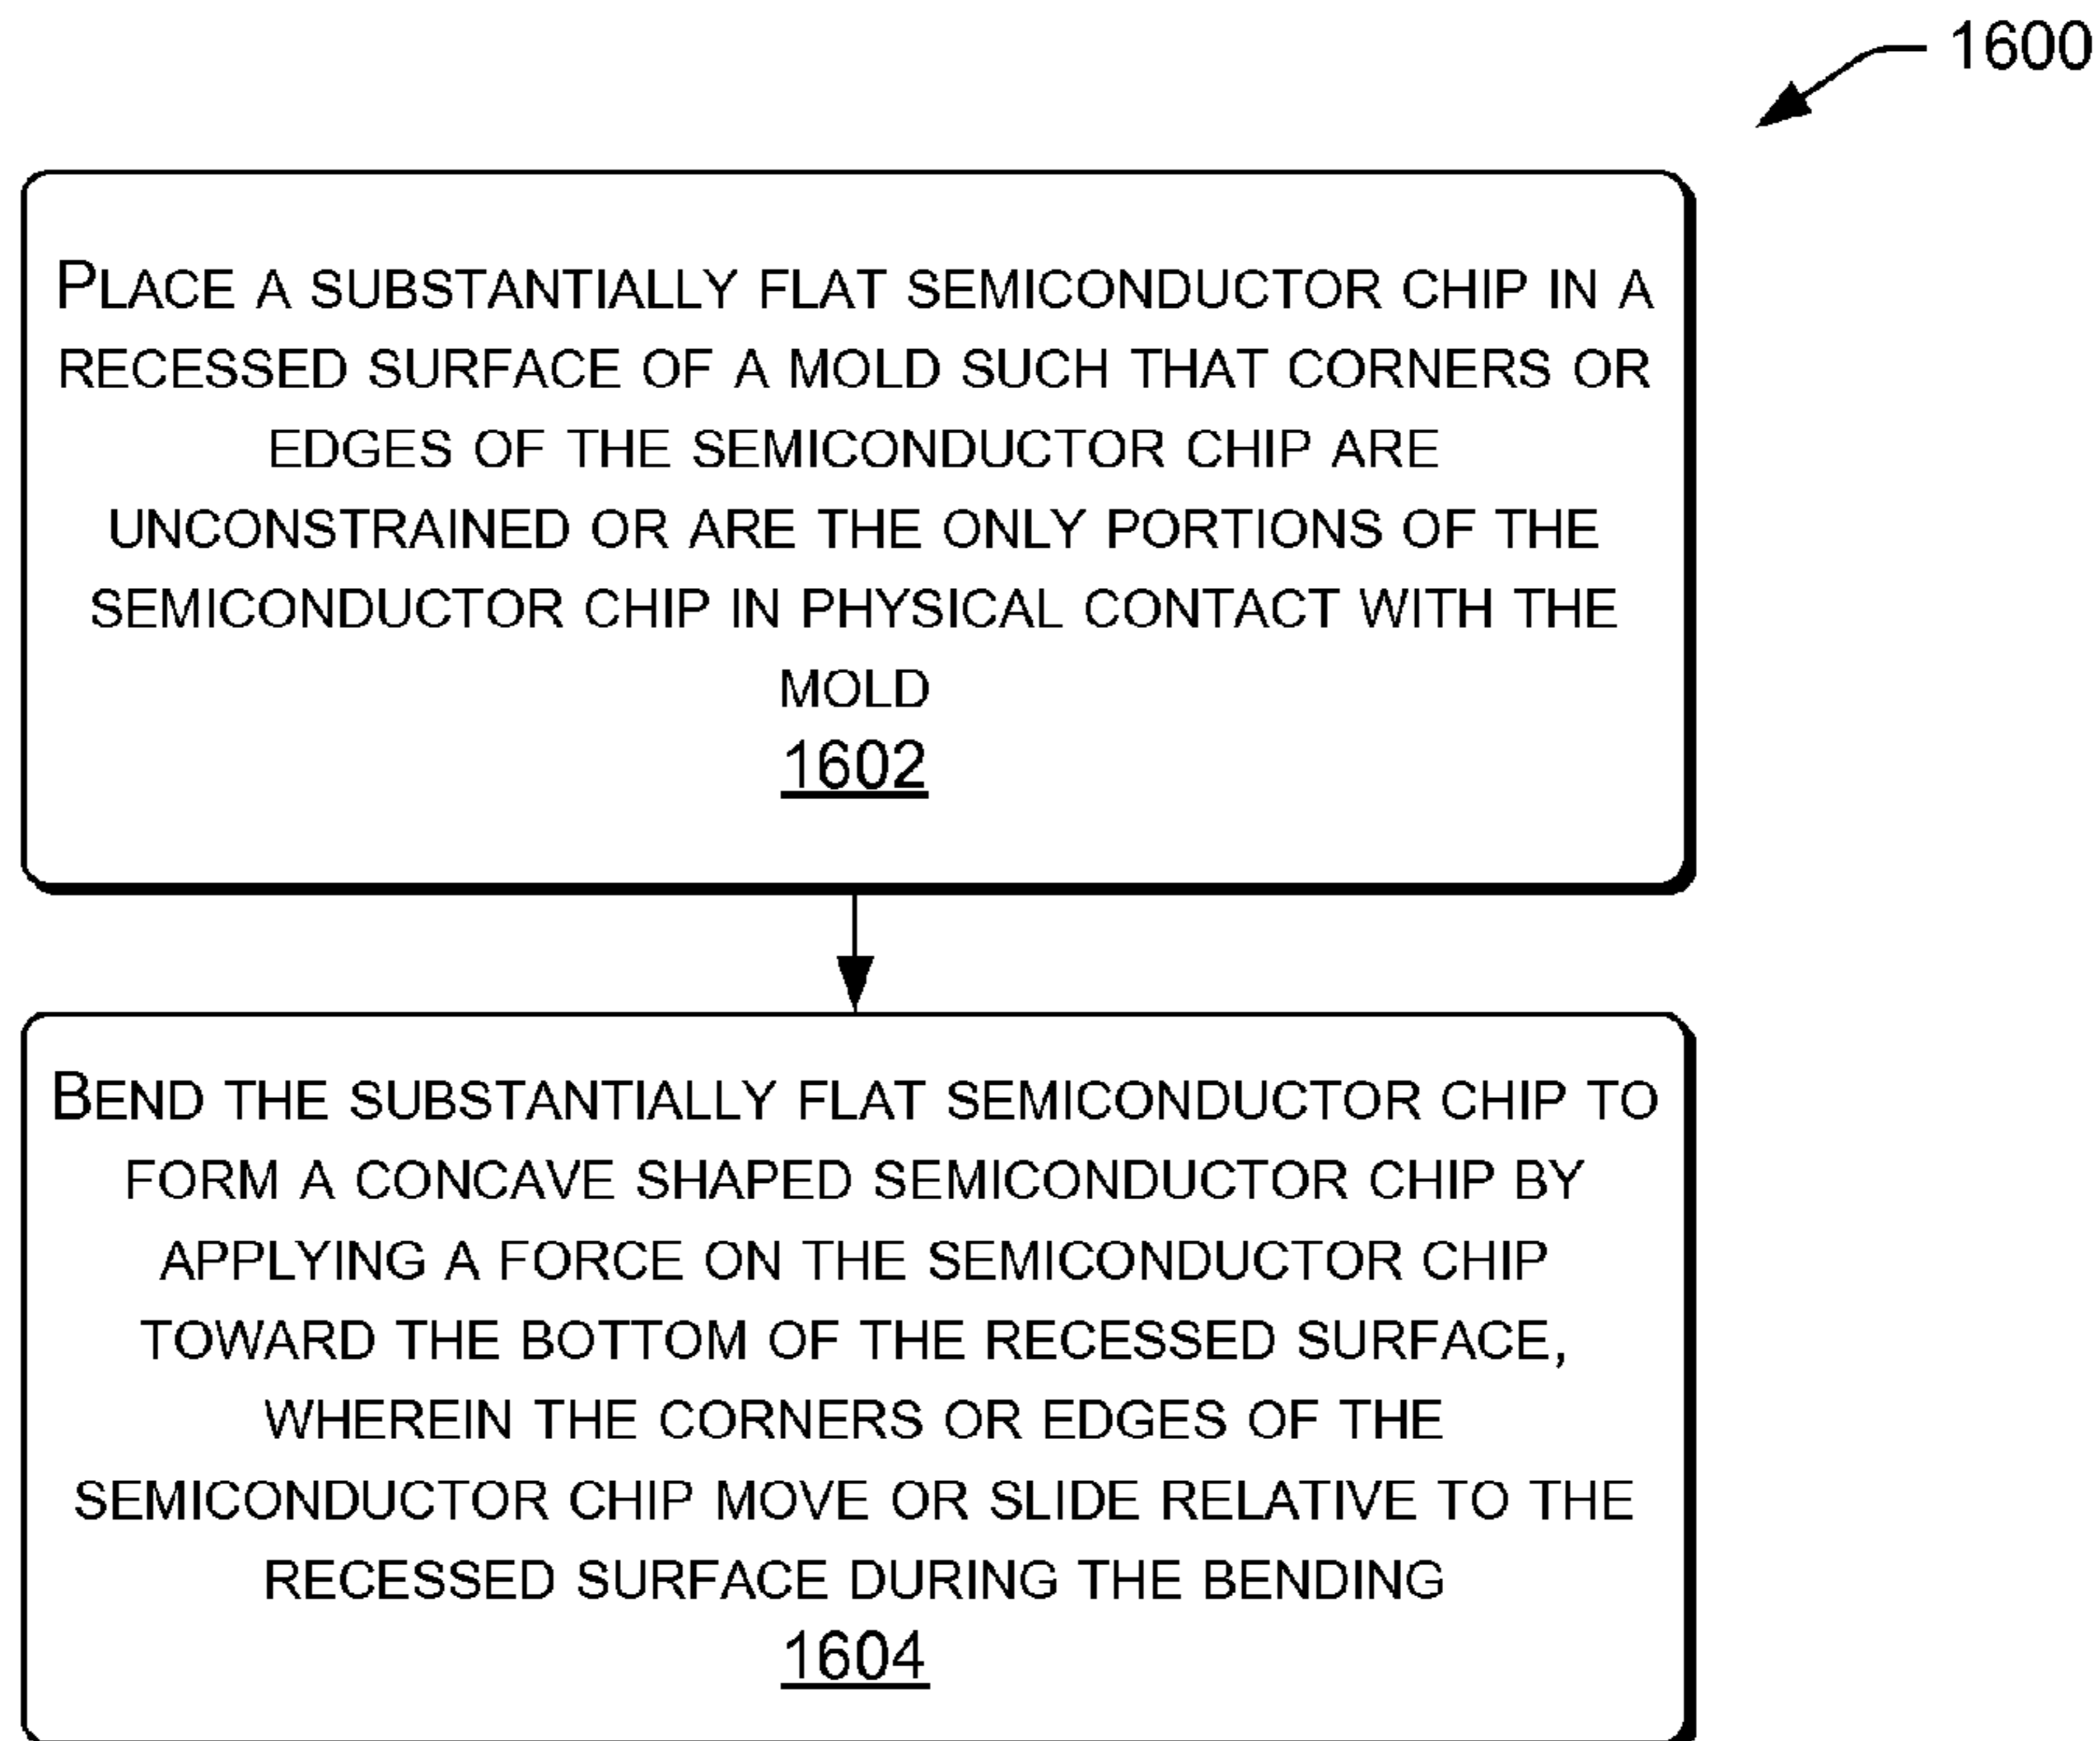 1600
PLACE A SUBSTANTIALLY FLAT SEMICONDUCTOR CHIP IN A
RECESSED SURFACE OF A MOLD SUCH THAT CORNERS OR
EDGES OF THE SEMICONDUCTOR CHIP ARE
UNCONSTRAINED OR ARE THE ONLY PORTIONS OF THE
SEMICONDUCTOR CHIP IN PHYSICAL CONTACT WITH THE
MOLD
1602
BEND THE SUBSTANTIALLY FLAT SEMICONDUCTOR CHIP TO
FORM A CONCAVE SHAPED SEMICONDUCTOR CHIP BY
APPLYING A FORCE ON THE SEMICONDUCTOR CHIP
TOWARD THE BOTTOM OF THE RECESSED SURFACE,
WHEREIN THE CORNERS OR EDGES OF THE
SEMICONDUCTOR CHIP MOVE OR SLIDE RELATIVE TO THE
RECESSED SURFACE DURING THE BENDING
1604